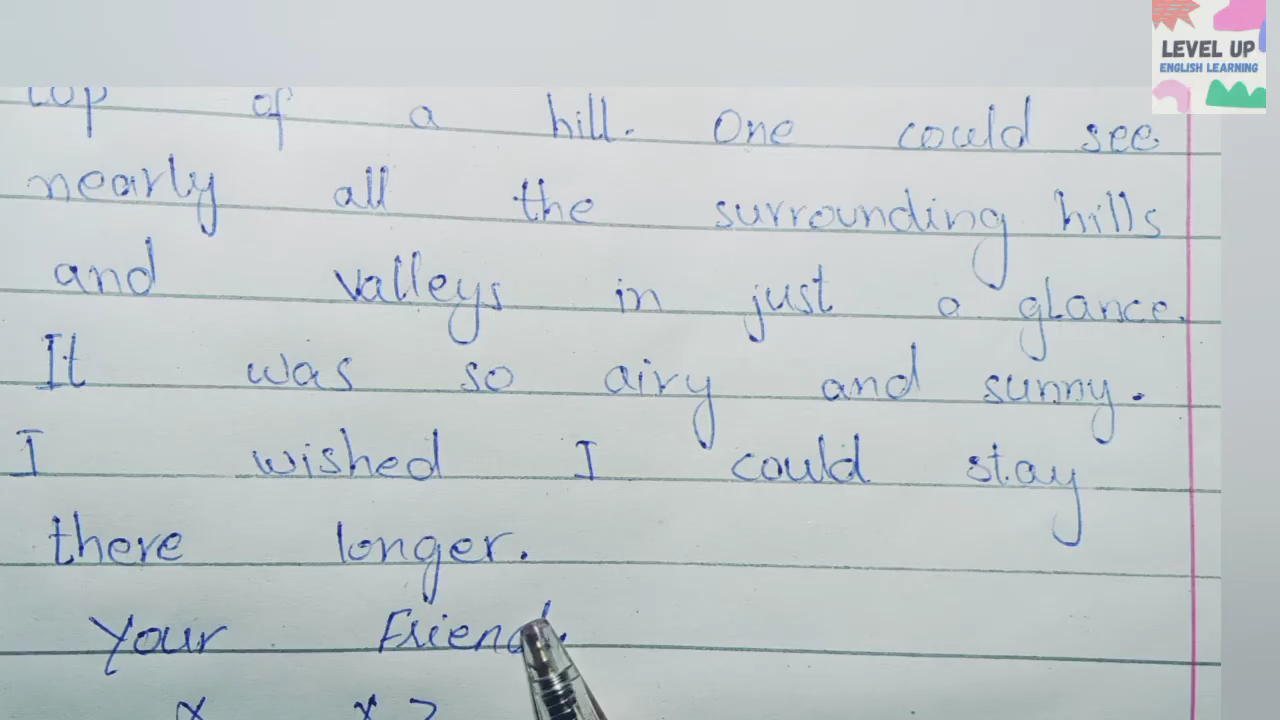 LEVEL UP
ENGLISH LEARNING
top of a hill. One could see
nearly all the surrounding hills
and valleys in just a glance.
It was so airy and sunny.
I wished I could stay
there longer.
Your Friend,